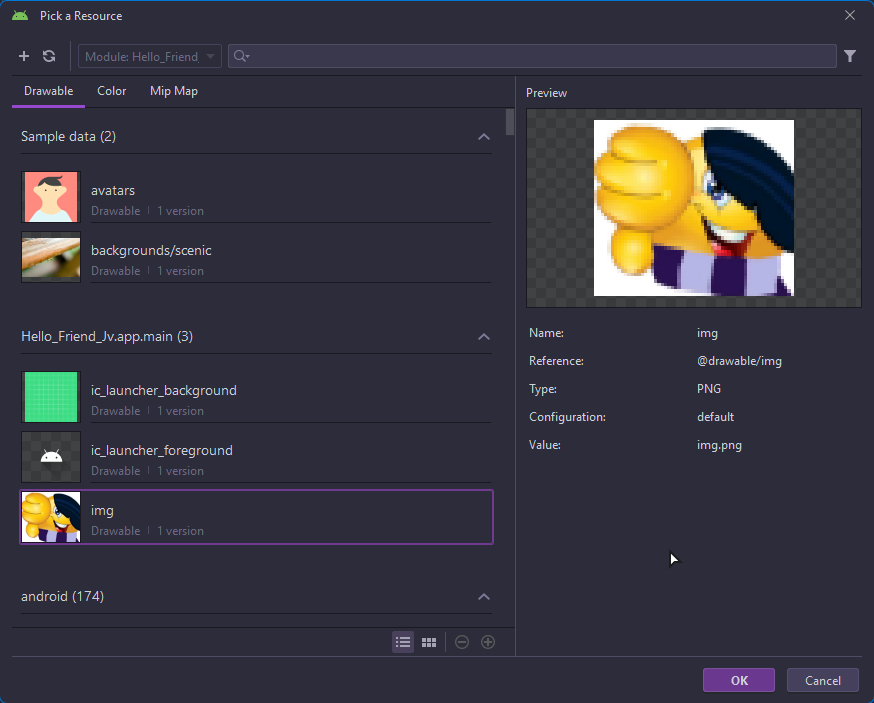 Pick a Resource
Module: Hello_Friend_
Drawable Color Mip Map
Sample data (2)
avatars
Drawable | 1 version
backgrounds/scenic
Drawable | 1 version
Hello_Friend_Jv.app.main (3)
ic_launcher_background
Drawable | 1 version
ic_launcher_foreground
Drawable | 1 version
img
Drawable | 1 version
android (174)
Preview
Name: img
Reference: @drawable/img
Type: PNG
Configuration: default
Value: img.png
OK Cancel